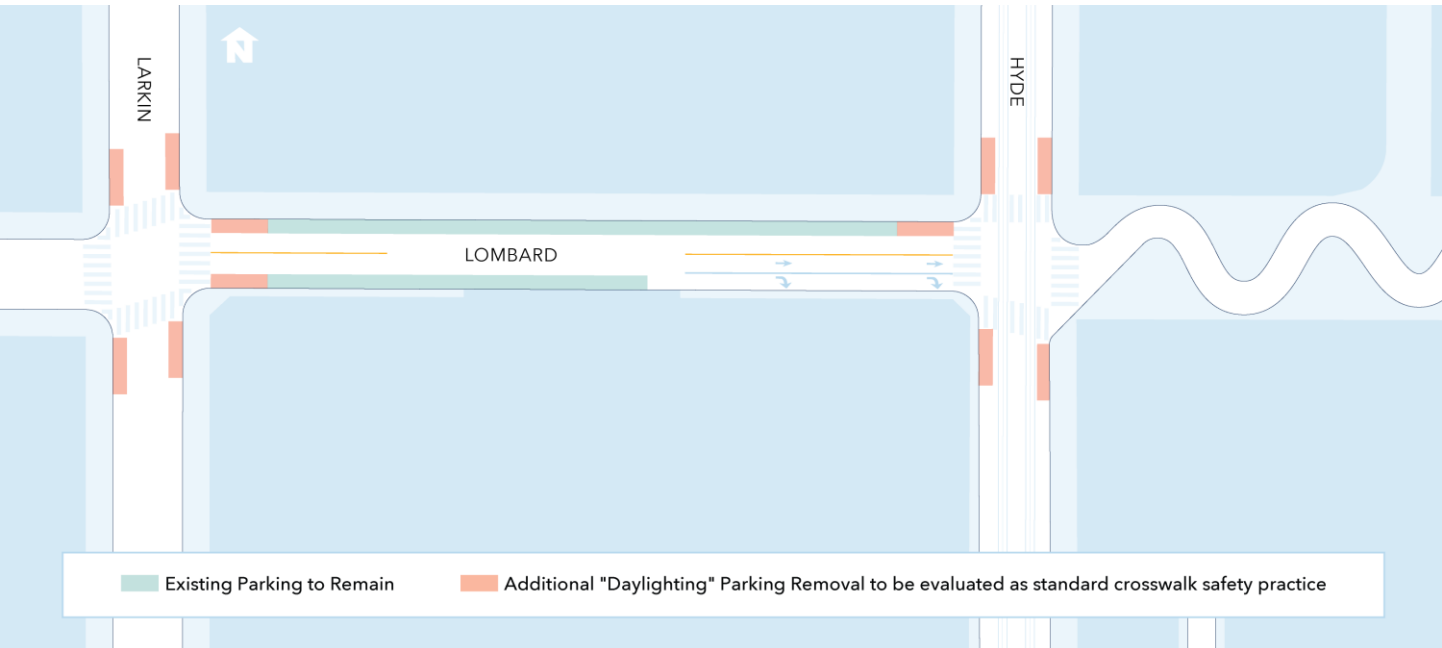 N
LARKIN
HYDE
LOMBARD
Existing Parking to Remain
Additional "Daylighting" Parking Removal to be evaluated as standard crosswalk safety practice